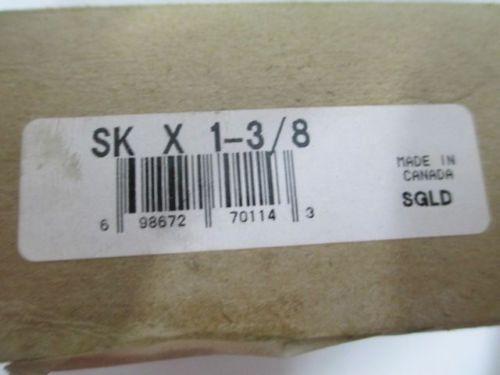 SK X 1-3/8
MADE IN
CANADA
SGLD
6 98672 70114 3